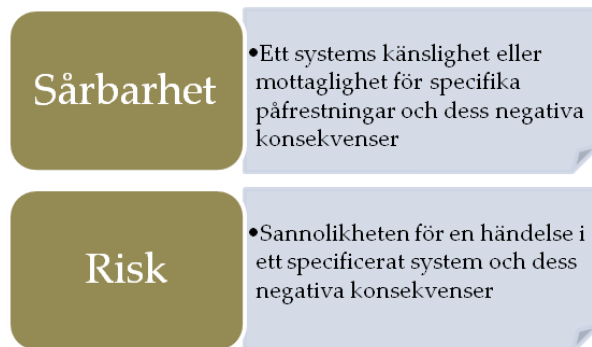 Sårbarhet
•Ett systems känslighet eller
mottaglighet för specifika
påfrestningar och dess negativa
konsekvenser
Risk
•Sannolikheten för en händelse i
ett specificerat system och dess
negativa konsekvenser